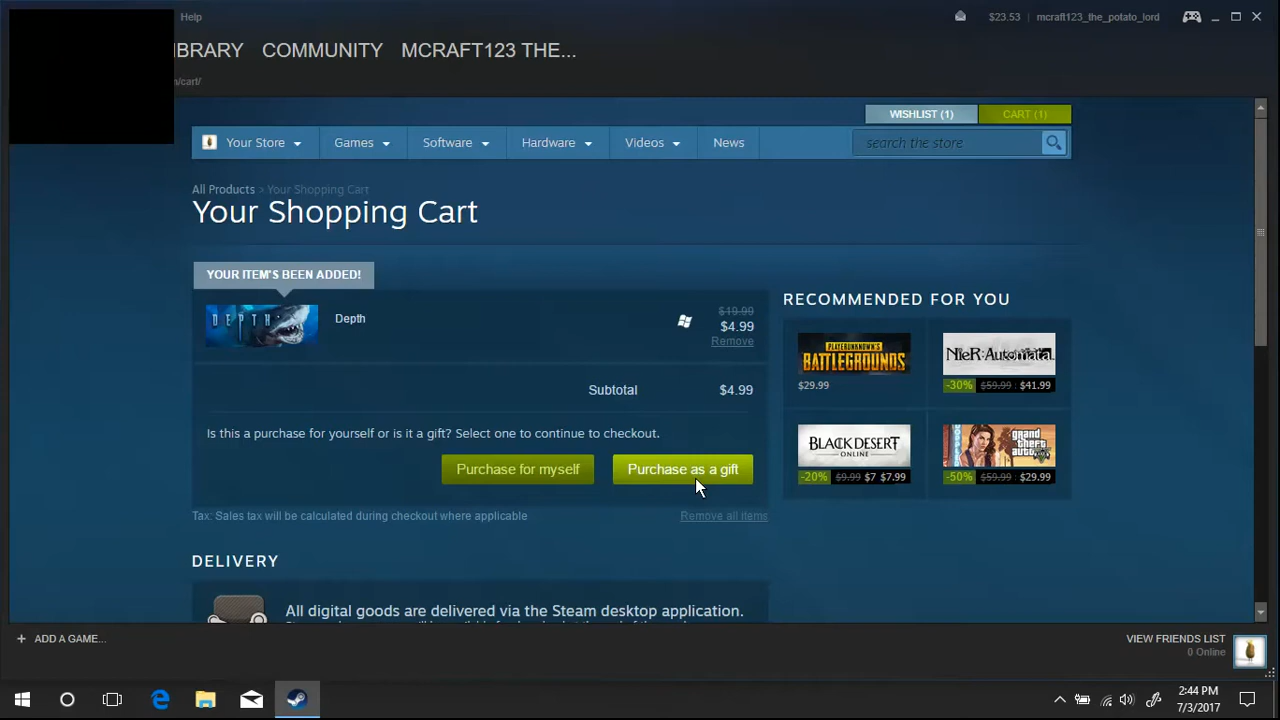 Help
$23.53
mcraft123_the_potato_lord
IBRARY COMMUNITY MCRAFT123 THE...
n/cart/
WISHLIST (1) CART (1)
Your Store Games Software Hardware Videos News search the store
All Products > Your Shopping Cart
Your Shopping Cart
YOUR ITEM'S BEEN ADDED!
DEPTH
Depth
$19.99
$4.99
Remove
Subtotal $4.99
Is this a purchase for yourself or is it a gift? Select one to continue to checkout.
Purchase for myself Purchase as a gift
Tax: Sales tax will be calculated during checkout where applicable
Remove all items
RECOMMENDED FOR YOU
PLAYERUNKNOWN'S
BATTLEGROUNDS
$29.99
NieR:Automata
-30% $59.99 $41.99
BLACK DESERT
ONLINE
-20% $9.99 $7 $7.99
grand
theft
auto
-50% $59.99 $29.99
DELIVERY
All digital goods are delivered via the Steam desktop application.
+ ADD A GAME...
VIEW FRIENDS LIST
0 Online
2:44 PM
7/3/2017